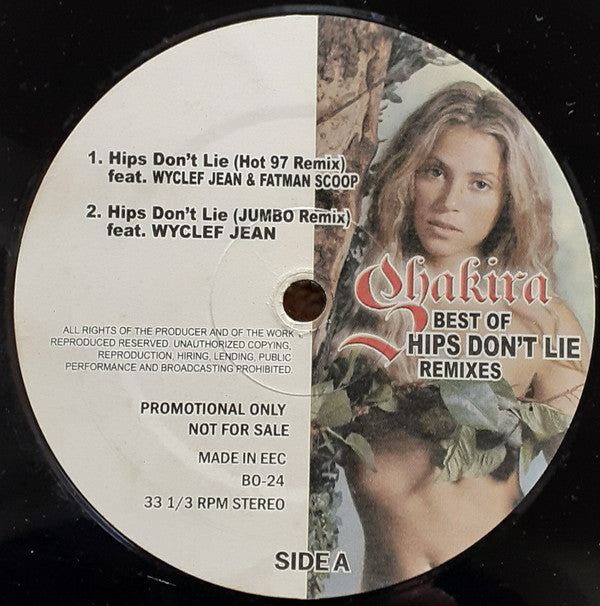 1. Hips Don't Lie (Hot 97 Remix)
feat. WYCLEF JEAN & FATMAN SCOOP
2. Hips Don't Lie (JUMBO Remix)
feat. WYCLEF JEAN
Shakira
BEST OF
HIPS DON'T LIE
REMIXES
ALL RIGHTS OF THE PRODUCER AND OF THE WORK
REPRODUCED RESERVED. UNAUTHORIZED COPYING,
REPRODUCTION, HIRING, LENDING, PUBLIC
PERFORMANCE AND BROADCASTING PROHIBITED.
PROMOTIONAL ONLY
NOT FOR SALE
MADE IN EEC
BO-24
33 1/3 RPM STEREO
SIDE A